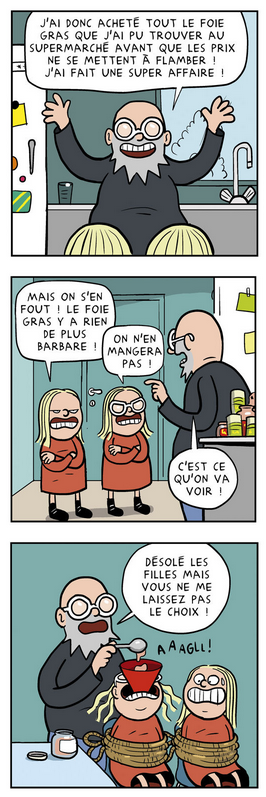 J'AI DONC ACHETÉ TOUT LE FOIE
GRAS QUE J'AI PU TROUVER AU
SUPERMARCHÉ AVANT QUE LES PRIX
NE SE METTENT À FLAMBER !
J'AI FAIT UNE SUPER AFFAIRE !
MAIS ON S'EN
FOUT ! LE FOIE
GRAS Y A RIEN
DE PLUS
BARBARE !
ON N'EN
MANGERA
PAS !
C'EST CE
QU'ON VA
VOIR !
DÉSOLÉ LES
FILLES MAIS
VOUS NE ME
LAISSEZ PAS
LE CHOIX !
AAAGLL!